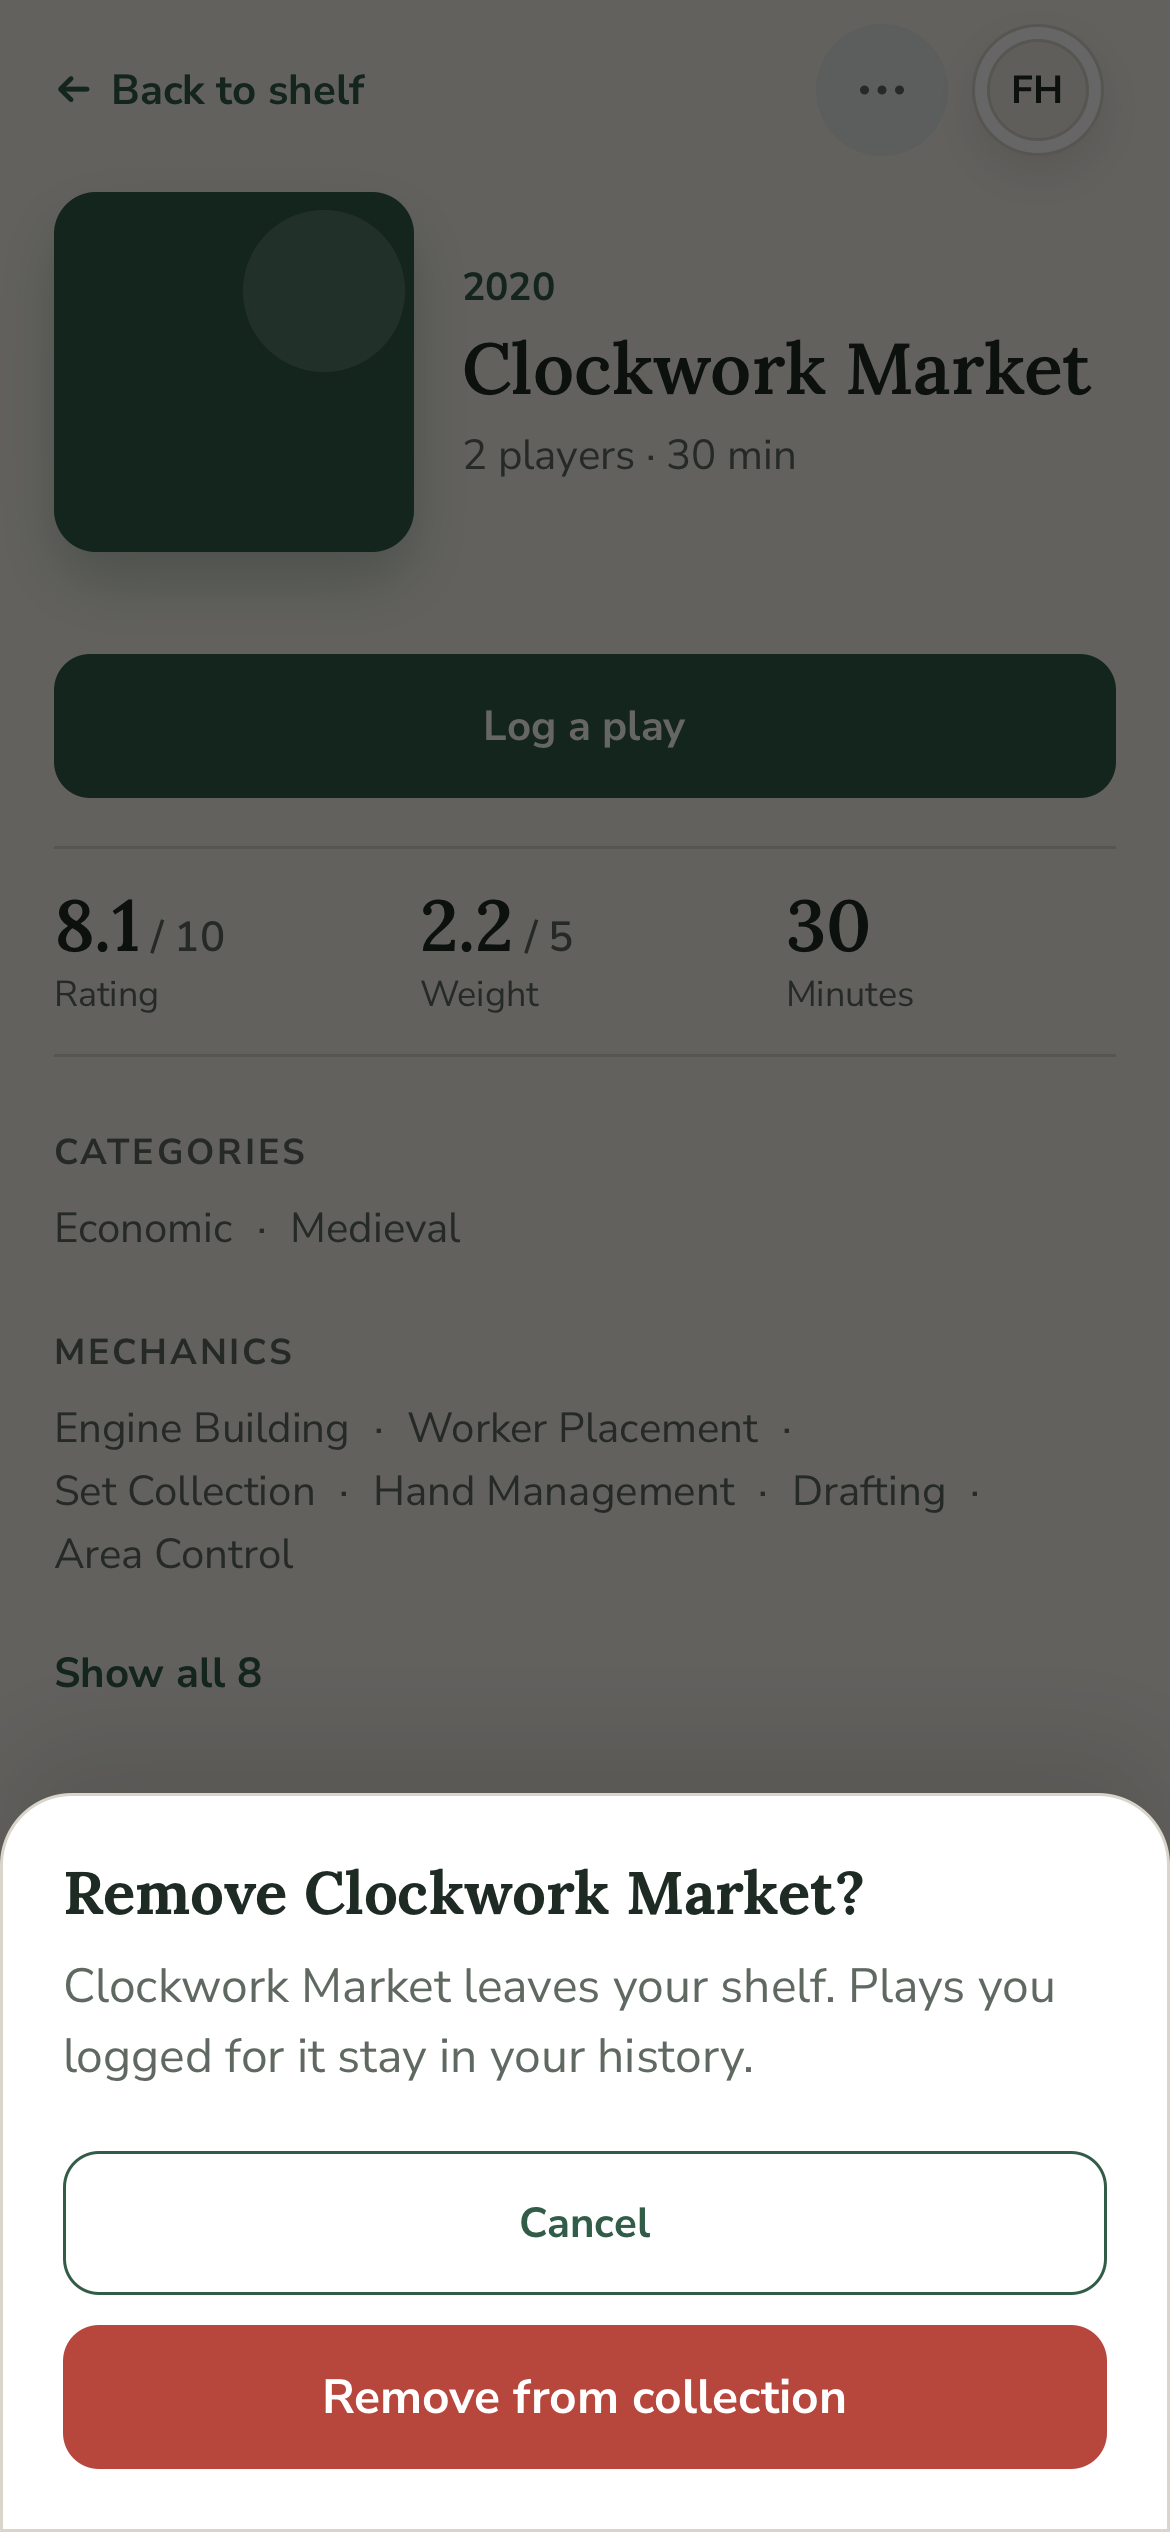 ← Back to shelf
FH
2020
Clockwork Market
2 players · 30 min
Log a play
8.1 / 10
Rating
2.2 / 5
Weight
30
Minutes
CATEGORIES
Economic · Medieval
MECHANICS
Engine Building · Worker Placement ·
Set Collection · Hand Management · Drafting ·
Area Control
Show all 8
Remove Clockwork Market?
Clockwork Market leaves your shelf. Plays you
logged for it stay in your history.
Cancel
Remove from collection